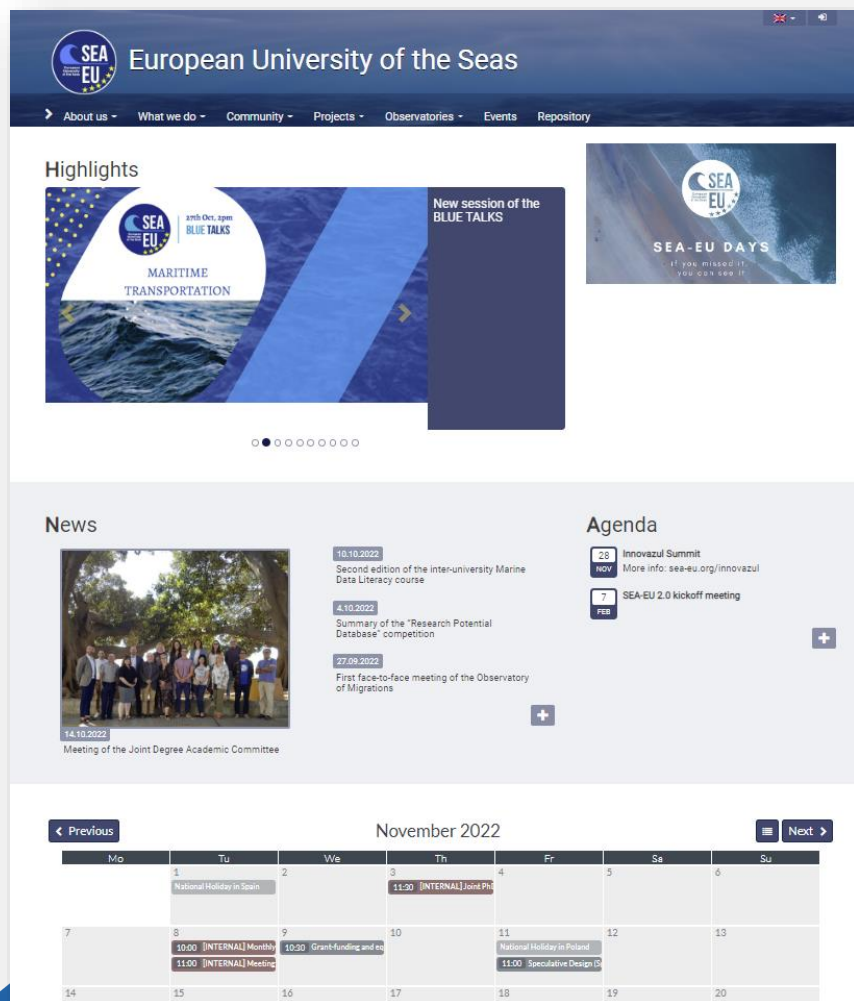 SEA
EU
European University of the Seas
About us
What we do
Community
Projects
Observatories
Events
Repository
Highlights
SEA
EU
27th Oct, 2pm
BLUE TALKS
MARITIME
TRANSPORTATION
New session of the
BLUE TALKS
SEA
EU
SEA-EU DAYS
if you missed it,
you can see it
News
14.10.2022
Meeting of the Joint Degree Academic Committee
10.10.2022
Second edition of the inter-university Marine
Data Literacy course
4.10.2022
Summary of the "Research Potential
Database" competition
27.09.2022
First face-to-face meeting of the Observatory
of Migrations
Agenda
28
NOV
Innovazul Summit
More info: sea-eu.org/innovazul
7
FEB
SEA-EU 2.0 kickoff meeting
Previous
November 2022
Next
Mo Tu We Th Fr Sa Su
1 2 3 4 5 6
National Holiday in Spain
11:30 [INTERNAL] Joint PhD
7 8 9 10 11 12 13
10:00 [INTERNAL] Monthly
10:30 Grant-funding and eq
National Holiday in Poland
11:00 [INTERNAL] Meeting
11:00 Speculative Design (S
14 15 16 17 18 19 20